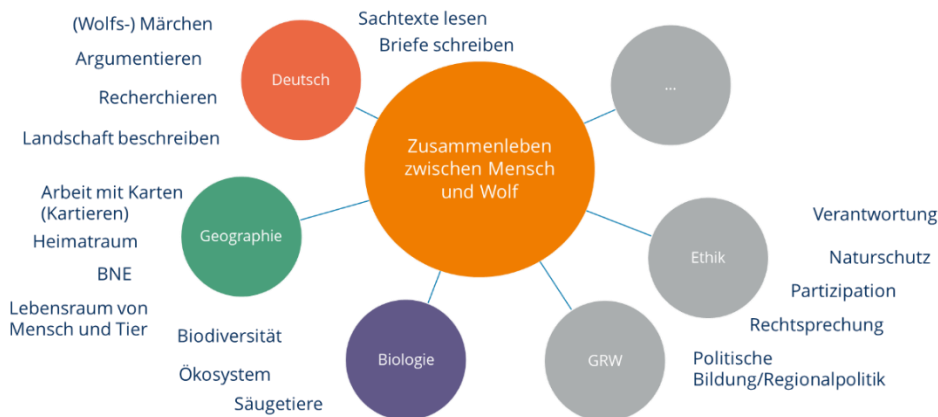 Sachtexte lesen
Briefe schreiben
(Wolfs-) Märchen
Argumentieren
Recherchieren
Landschaft beschreiben
Deutsch
...
Zusammenleben
zwischen Mensch
und Wolf
Arbeit mit Karten
(Kartieren)
Heimatraum
BNE
Lebensraum von
Mensch und Tier
Geographie
Biodiversität
Ökosystem
Säugetiere
Biologie
GRW
Politische
Bildung/Regionalpolitik
Ethik
Verantwortung
Naturschutz
Partizipation
Rechtsprechung